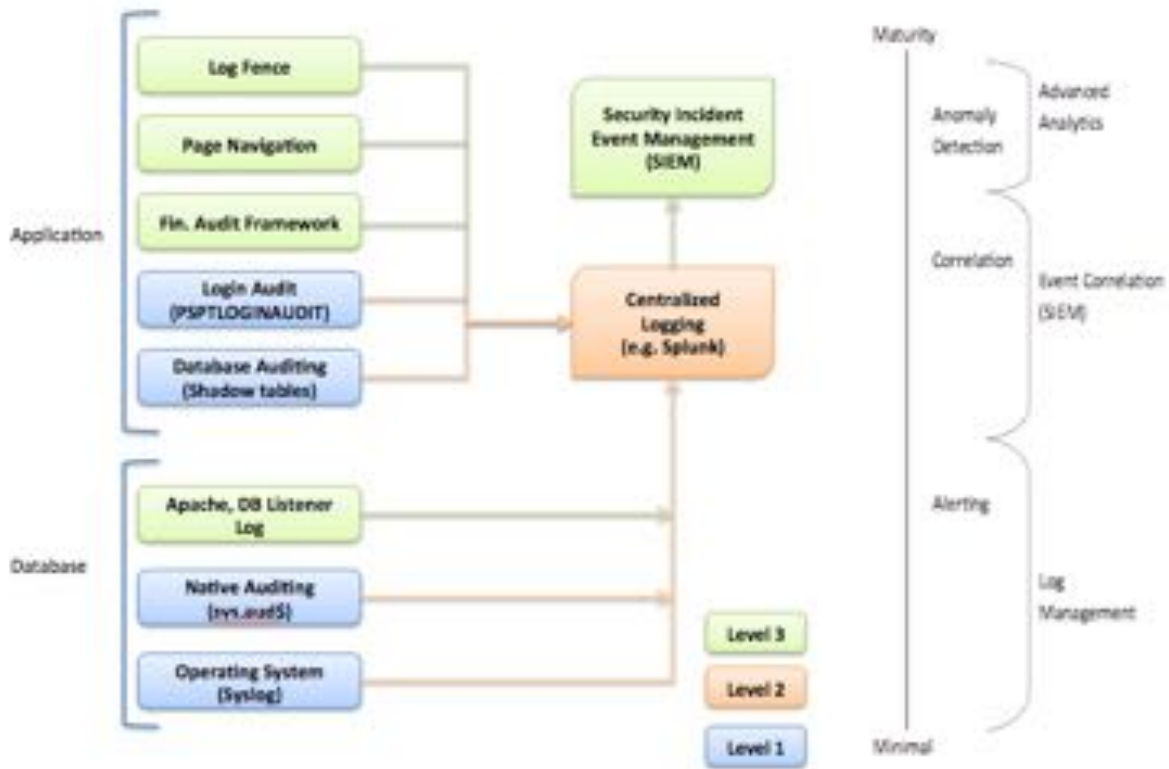 Application
Log Fence
Page Navigation
Fin. Audit Framework
Login Audit
(PSPTLOGINAUDIT)
Database Auditing
(Shadow tables)
Database
Apache, DB Listener
Log
Native Auditing
(sys.aud$)
Operating System
(Syslog)
Security Incident
Event Management
(SIEM)
Centralized
Logging
(e.g. Splunk)
Level 3
Level 2
Level 1
Maturity
Anomaly
Detection
Advanced
Analytics
Correlation
Event Correlation
(SIEM)
Alerting
Log
Management
Minimal